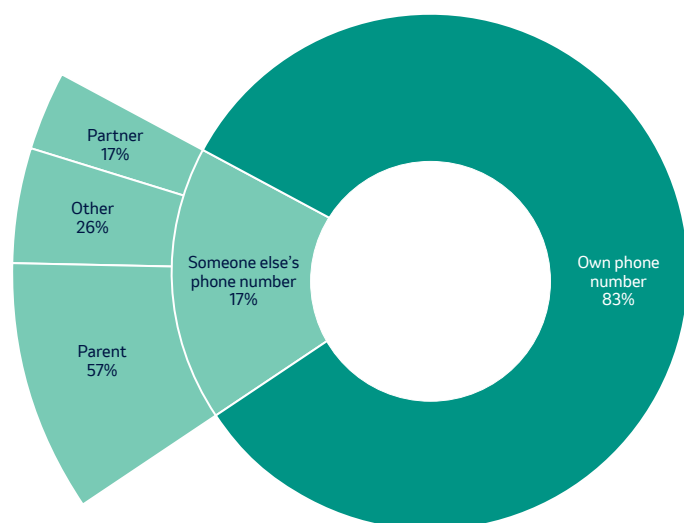 Partner
17%
Other
26%
Someone else’s
phone number
17%
Own phone
number
83%
Parent
57%